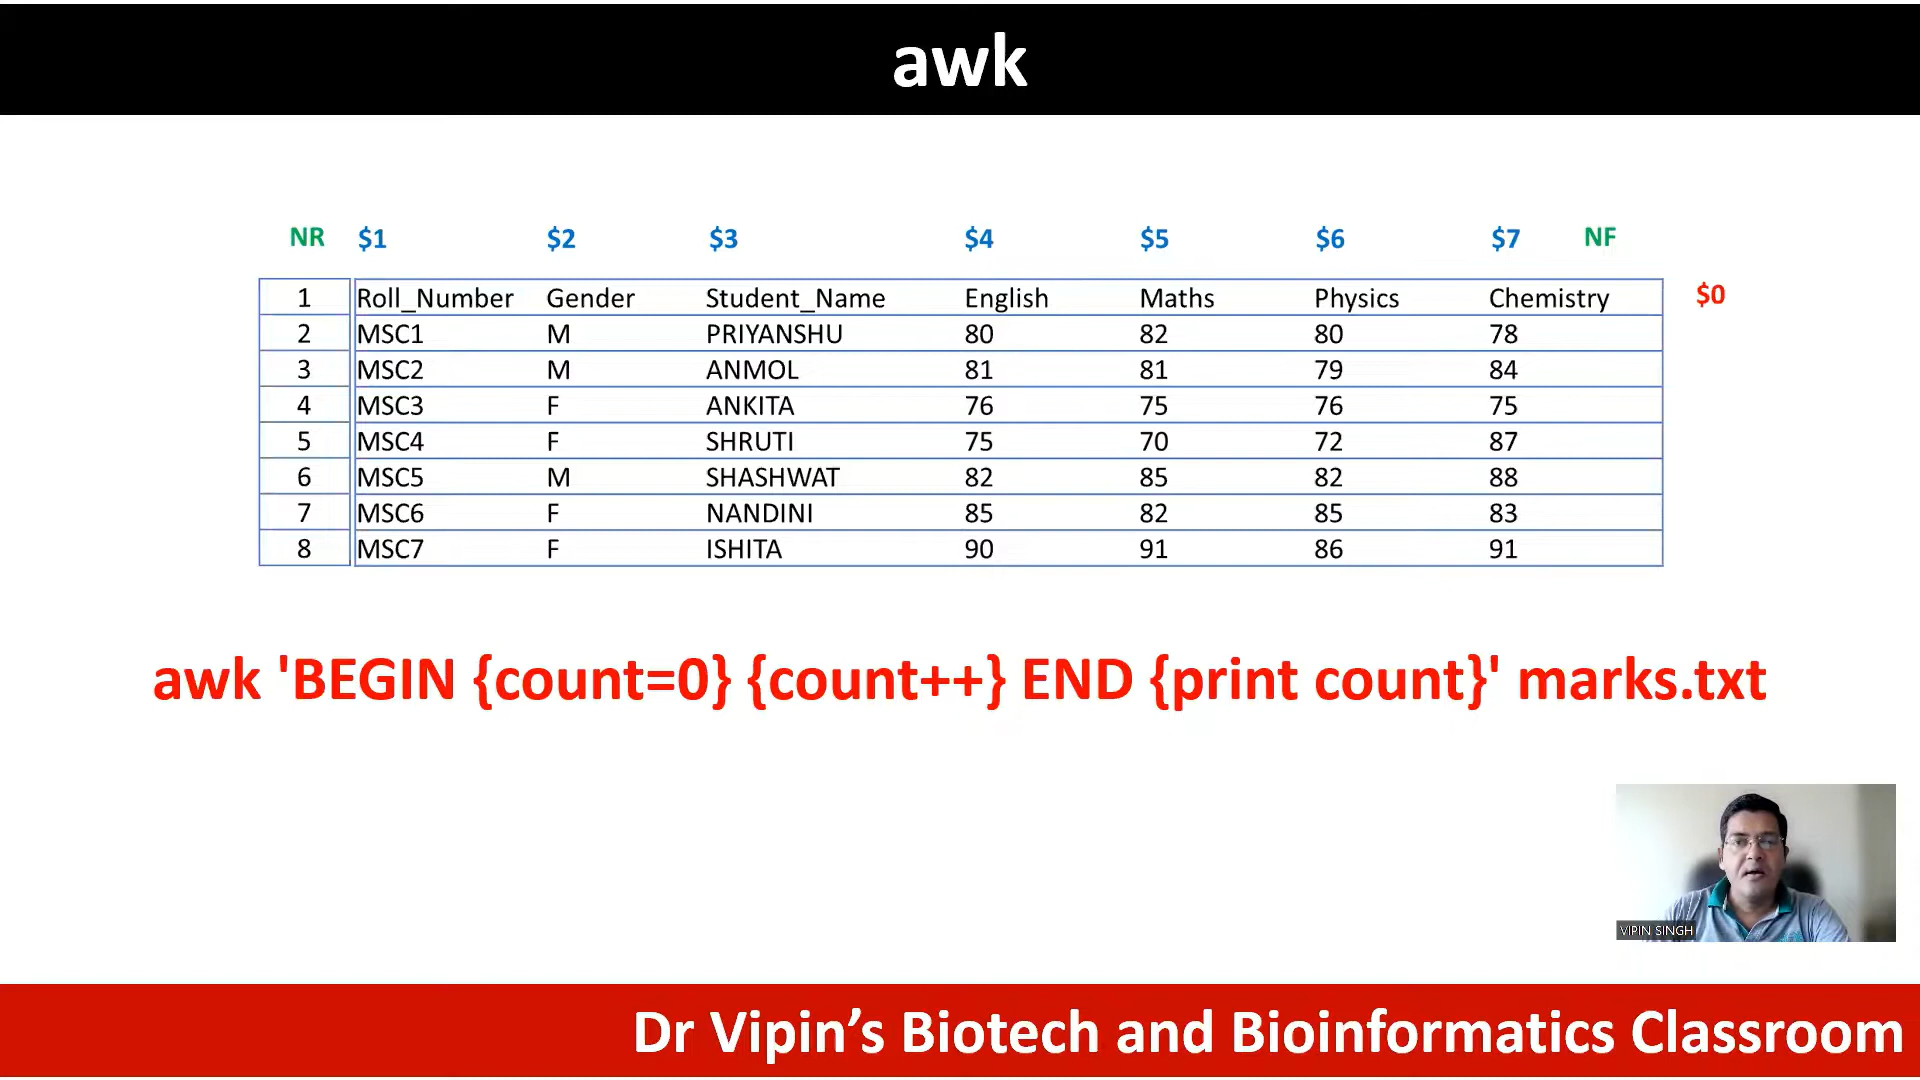 awk
NR $1 $2 $3 $4 $5 $6 $7 NF
1 Roll_Number Gender Student_Name English Maths Physics Chemistry $0
2 MSC1 M PRIYANSHU 80 82 80 78
3 MSC2 M ANMOL 81 81 79 84
4 MSC3 F ANKITA 76 75 76 75
5 MSC4 F SHRUTI 75 70 72 87
6 MSC5 M SHASHWAT 82 85 82 88
7 MSC6 F NANDINI 85 82 85 83
8 MSC7 F ISHITA 90 91 86 91
awk 'BEGIN {count=0} {count++} END {print count}' marks.txt
VIPIN SINGH
Dr Vipin’s Biotech and Bioinformatics Classroom